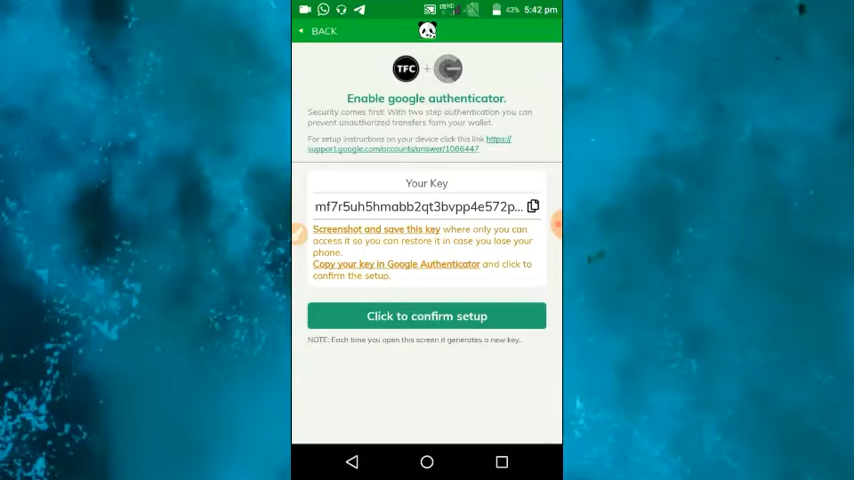 43% 5:42 pm
BACK
TFC +
Enable google authenticator.
Security comes first! With two step authentication you can
prevent unauthorized transfers form your wallet.
For setup instructions on your device click this link https://
support.google.com/accounts/answer/1066447
Your Key
mf7r5uh5hmabb2qt3bvpp4e572p...
Screenshot and save this key where only you can
access it so you can restore it in case you lose your
phone.
Copy your key in Google Authenticator and click to
confirm the setup.
Click to confirm setup
NOTE: Each time you open this screen it generates a new key..